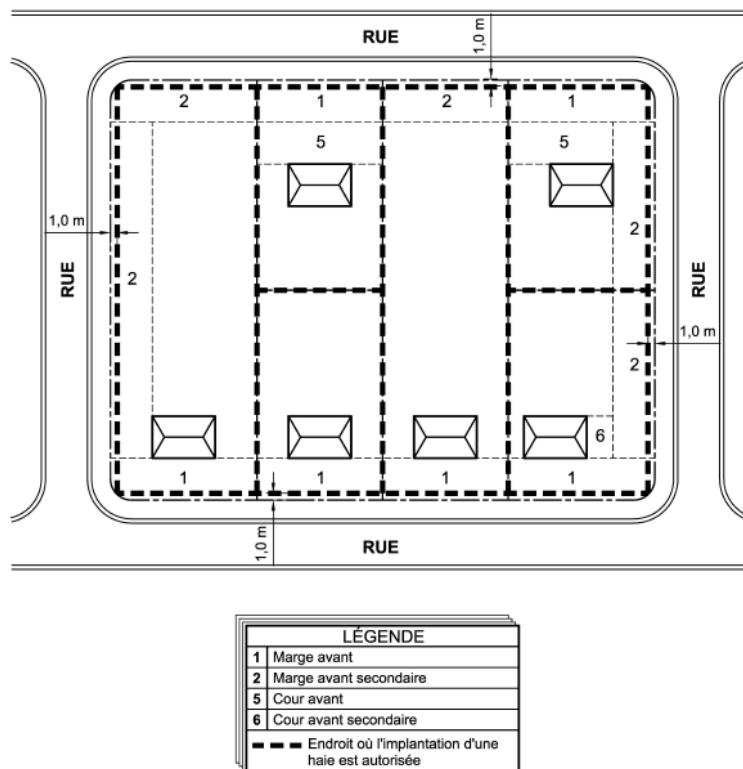 RUE
1,0 m
2 1 2 1
5 5
1,0 m
2
2
RUE
RUE
1,0 m
2
6
1 1 1 1
1,0 m
RUE
LÉGENDE
1 Marge avant
2 Marge avant secondaire
5 Cour avant
6 Cour avant secondaire
Endroit où l'implantation d'une
haie est autorisée